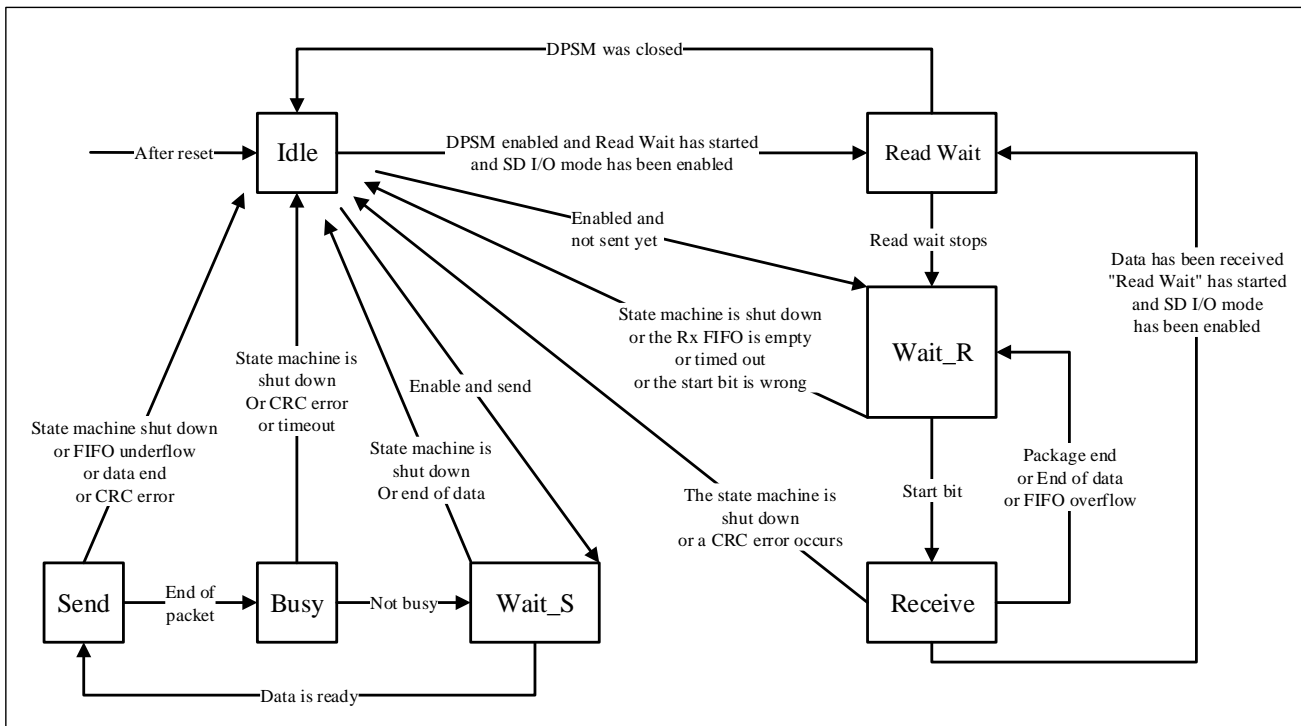 DPSM was closed
After reset
Idle
DPSM enabled and Read Wait has started
and SD I/O mode has been enabled
Read Wait
Enabled and
not sent yet
Read wait stops
Data has been received
"Read Wait" has started
and SD I/O mode
has been enabled
State machine is shut down
or the Rx FIFO is empty
or timed out
or the start bit is wrong
Wait_R
State machine is
shut down
Or CRC error
or timeout
Enable and send
State machine shut down
or FIFO underflow
or data end
or CRC error
State machine is
shut down
Or end of data
The state machine is
shut down
or a CRC error occurs
Start bit
Package end
or End of data
or FIFO overflow
Send
End of
packet
Busy
Not busy
Wait_S
Receive
Data is ready